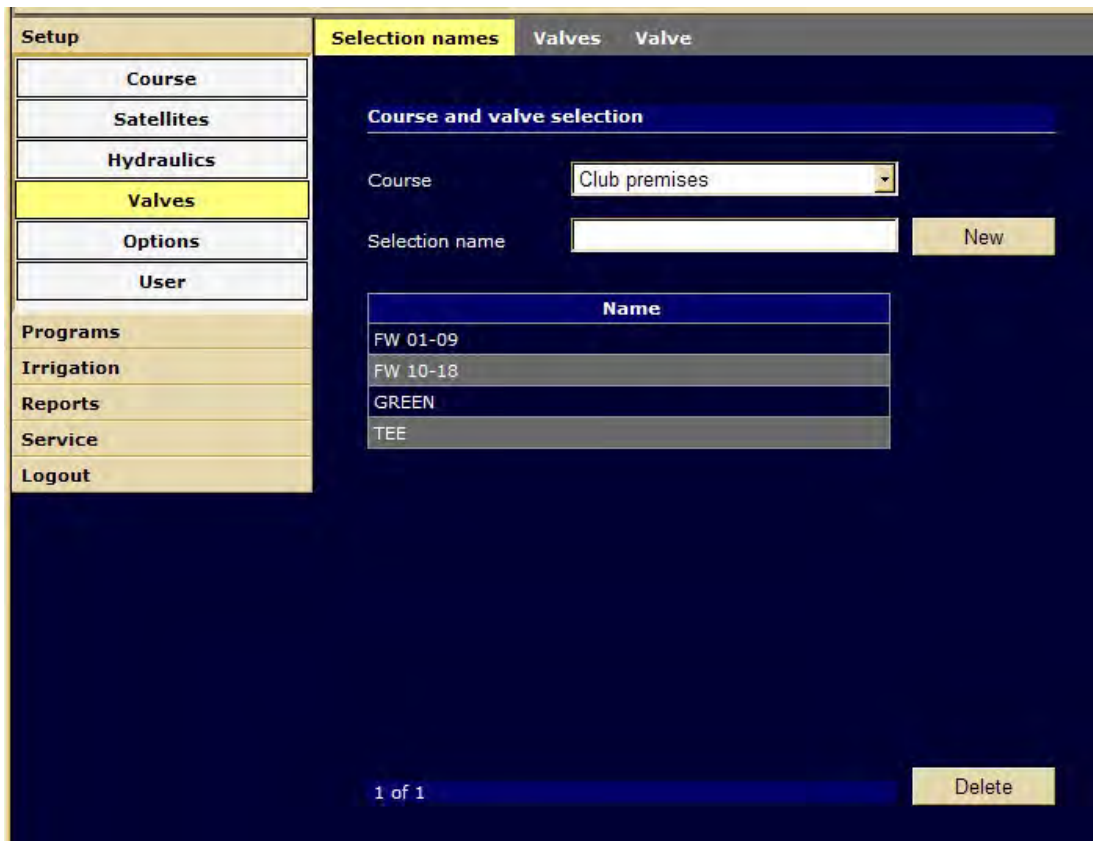 Setup
Course
Satellites
Hydraulics
Valves
Options
User
Programs
Irrigation
Reports
Service
Logout
Selection names Valves Valve
Course and valve selection
Course Club premises
Selection name New
Name
FW 01-09
FW 10-18
GREEN
TEE
1 of 1 Delete